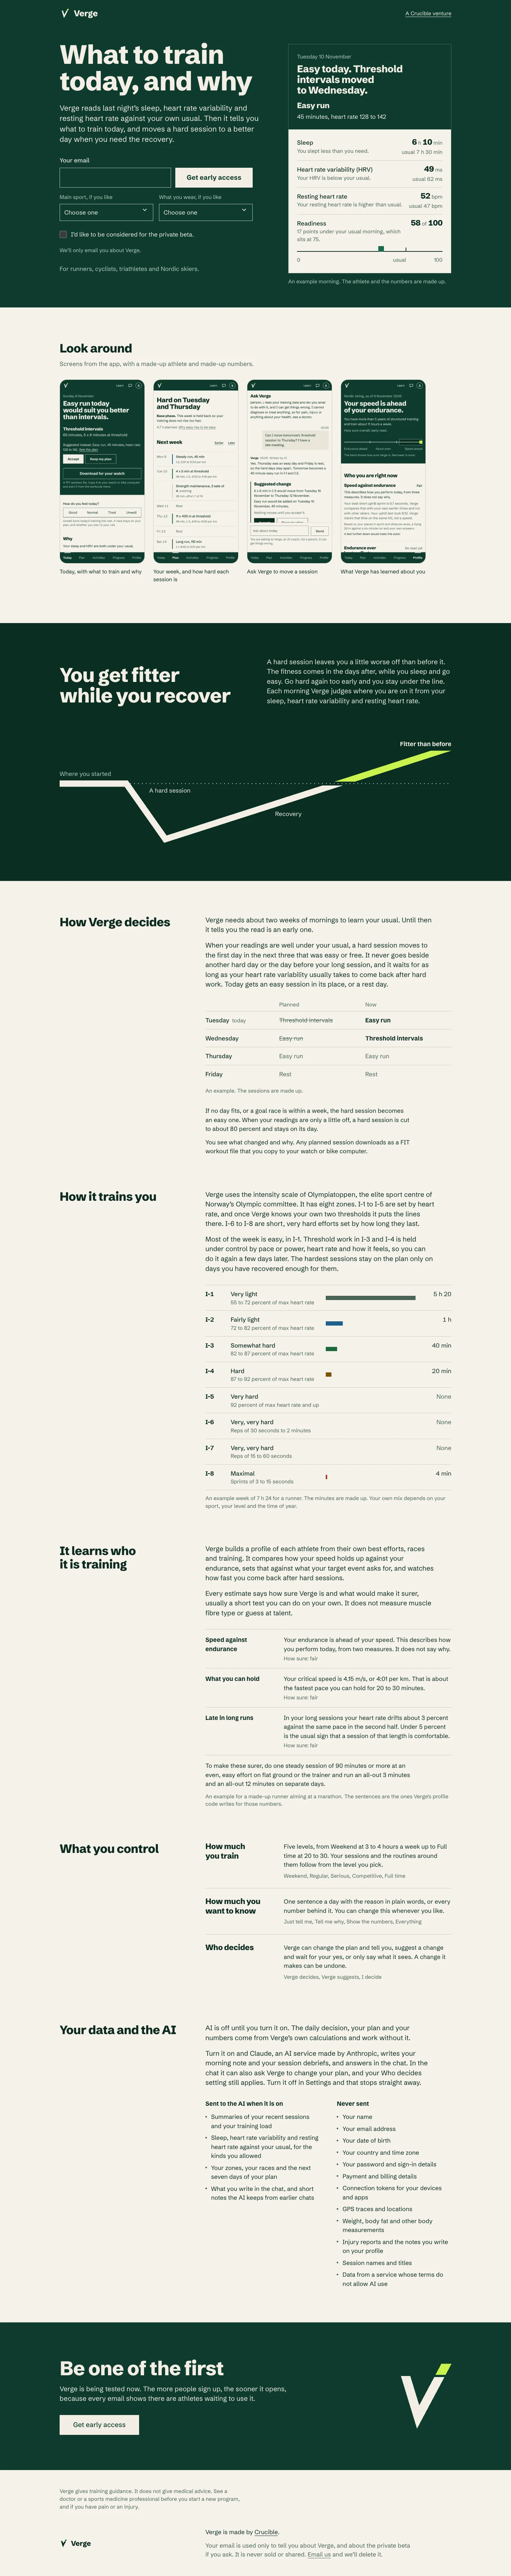 Verge
A Crucible venture
What to train
today, and why
Verge reads last night's sleep, heart rate variability and
resting heart rate against your usual. Then it tells you
what to train today, and moves a hard session to a better
day when you need the recovery.
Your email
Get early access
Main sport, if you like
What you wear, if you like
Choose one
Choose one
I'd like to be considered for the private beta.
We'll only email you about Verge.
For runners, cyclists, triathletes and Nordic skiers.
Tuesday 10 November
Easy today. Threshold
intervals moved
to Wednesday.
Easy run
45 minutes, heart rate 128 to 142
Sleep
6 h 10 min
You slept less than you need.
usual 7 h 30 min
Heart rate variability (HRV)
49 ms
Your HRV is below your usual.
usual 62 ms
Resting heart rate
52 bpm
Your resting heart rate is higher than usual.
usual 47 bpm
Readiness
58 of 100
17 points under your usual morning, which
sits at 75.
0
usual
100
An example morning. The athlete and the numbers are made up.
Look around
Screens from the app, with a made-up athlete and made-up numbers.
Easy run today
would suit you better
than intervals.
Threshold intervals
Accept
Keep my plan
Download for your watch
How do you feel today?
Good
Normal
Tired
Unwell
Why
Your sleep and HRV are both under your usual.
Today
Plan
Activities
Progress
Profile
Hard on Tuesday
and Thursday
Next week
Ask Verge
Suggested change
Your speed is ahead
of your endurance.
Who you are right now
Speed against endurance
Fair
Today, with what to train and why
Your week, and how hard each
session is
Ask Verge to move a session
What Verge has learned about you
You get fitter
while you recover
A hard session leaves you a little worse off than before it.
The fitness comes in the days after, while you sleep and go
easy. Go hard again too early and you stay under the line.
Each morning Verge judges where you are on it from your
sleep, heart rate variability and resting heart rate.
Fitter than before
Where you started
A hard session
Recovery
How Verge decides
Verge needs about two weeks of mornings to learn your usual. Until then
it tells you the read is an early one.
When your readings are well under your usual, a hard session moves to
the first day in the next three that was easy or free. It never goes beside
another hard day or the day before your long session, and it waits for as
long as your heart rate variability usually takes to come back after hard
work. Today gets an easy session in its place, or a rest day.
Planned
Now
Tuesday today
Threshold intervals
Easy run
Wednesday
Easy run
Threshold intervals
Thursday
Easy run
Easy run
Friday
Rest
Rest
An example. The sessions are made up.
If no day fits, or a goal race is within a week, the hard session becomes
an easy one. When your readings are only a little off, a hard session is cut
to about 80 percent and stays on its day.
You see what changed and why. Any planned session downloads as a FIT
workout file that you copy to your watch or bike computer.
How it trains you
Verge uses the intensity scale of Olympiatoppen, the elite sport centre of
Norway's Olympic Committee. It has eight zones. I-1 to I-5 are set by heart
rate, and once Verge knows your own two thresholds it puts the lines
there. I-6 to I-8 are short, very hard efforts set by how long they last.
Most of the week is easy, in I-1. Threshold work in I-3 and I-4 is held
under control by pace or power, heart rate and how it feels, so you can
do it again a few days later. The hardest sessions stay on the plan only on
days you have recovered enough for them.
I-1
Very light
5 h 20
55 to 72 percent of max heart rate
I-2
Fairly light
1 h
72 to 82 percent of max heart rate
I-3
Somewhat hard
40 min
82 to 87 percent of max heart rate
I-4
Hard
20 min
87 to 92 percent of max heart rate
I-5
Very hard
None
92 percent of max heart rate and up
I-6
Very, very hard
None
Reps of 30 seconds to 2 minutes
I-7
Very, very hard
None
Reps of 15 to 60 seconds
I-8
Maximal
4 min
Sprints of 3 to 15 seconds
An example week of 7 h 24 for a runner. The minutes are made up. Your own mix depends on your
sport, your level and the time of year.
It learns who
it is training
Verge builds a profile of each athlete from their own best efforts, races
and training. It compares how your speed holds up against your
endurance, sets that against what your target event asks for, and watches
how fast you come back after hard sessions.
Every estimate says how sure Verge is and what would make it surer,
usually a short test you can do on your own. It does not measure muscle
fibre type or guess at talent.
Speed against
endurance
Your endurance is ahead of your speed. This describes how
you perform today, from two measures. It does not say why.
How sure: fair
What you can hold
Your critical speed is 4.15 m/s, or 4:01 per km. That is about
the fastest pace you can hold for 20 to 30 minutes.
How sure: fair
Late in long runs
In your long sessions your heart rate drifts about 3 percent
against the same pace in the second half. Under 5 percent
is the usual sign that a session of that length is comfortable.
How sure: fair
To make these surer, do one steady session of 90 minutes or more at an
even, easy effort on flat ground or the trainer and run an all-out 3 minutes
and an all-out 12 minutes on separate days.
An example for a made-up runner aiming at a marathon. The sentences are the ones Verge's profile
code writes for those numbers.
What you control
How much
you train
Five levels, from Weekend at 3 to 4 hours a week up to Full
time at 20 to 30. Your sessions and the routines around
them follow from the level you pick.
Weekend, Regular, Serious, Competitive, Full time
How much you
want to know
One sentence a day with the reason in plain words, or every
number behind it. You can change this whenever you like.
Just tell me, Tell me why, Show the numbers, Everything
Who decides
Verge can change the plan and tell you, suggest a change
and wait for your yes, or only say what it sees. A change it
makes can be undone.
Verge decides, Verge suggests, I decide
Your data and the AI
AI is off until you turn it on. The daily decision, your plan and your
numbers come from Verge's own calculations and work without it.
Turn it on and Claude, an AI service made by Anthropic, writes your
morning note and your session debriefs, and answers in the chat. In the
chat it can also ask Verge to change your plan, and your Who decides
setting still applies. Turn it off in Settings and that stops straight away.
Sent to the AI when it is on
Summaries of your recent sessions
and your training load
Sleep, heart rate variability and resting
heart rate against your usual, for the
kinds you allowed
Your zones, your races and the next
seven days of your plan
What you write in the chat, and short
notes the AI keeps from earlier chats
Never sent
Your name
Your email address
Your date of birth
Your country and time zone
Your password and sign-in details
Payment and billing details
Connection tokens for your devices
and apps
GPS traces and locations
Weight, body fat and other body
measurements
Injury reports and the notes you write
on your profile
Session names and titles
Data from a service whose terms do
not allow AI use
Be one of the first
Verge is being tested now. The more people sign up, the sooner it opens,
because every email shows there are athletes waiting to use it.
Get early access
Verge gives training guidance. It does not give medical advice. See a
doctor or a sports medicine professional before you start a new program,
and if you have pain or an injury.
Verge
Verge is made by Crucible.
Your email is used only to tell you about Verge, and about the private beta
if you ask. It is never sold or shared. Email us and we'll delete it.